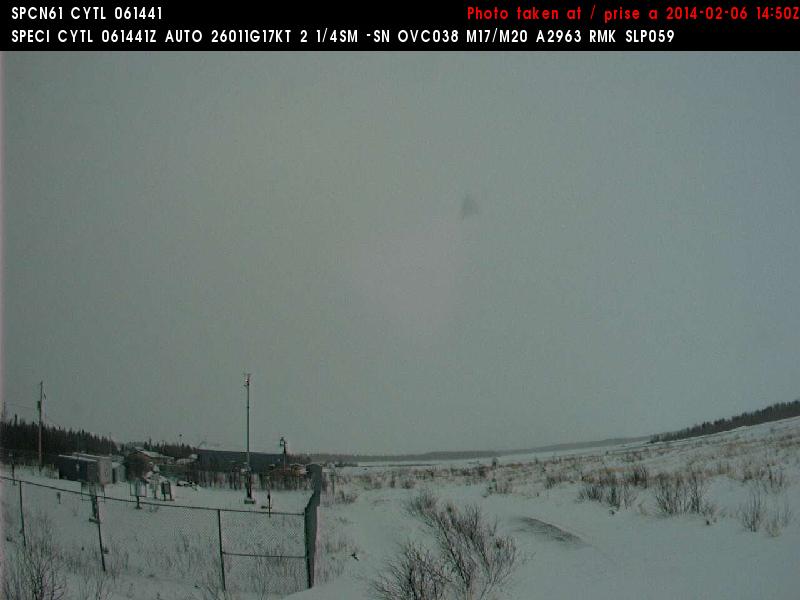 SPCN61 CYTL 061441
Photo taken at / prise a 2014-02-06 14:50Z
SPECI CYTL 061441Z AUTO 26011G17KT 2 1/4SM -SN OVC038 M17/M20 A2963 RMK SLP059